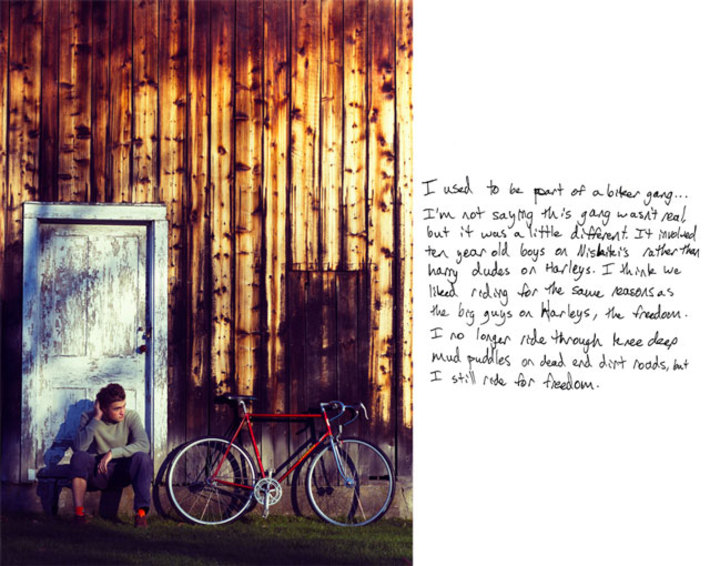 I used to be part of a biker gang...
I'm not saying this gang wasn't real,
but it was a little different. It involved
ten year old boys on Nishiki's rather then
harry dudes on Harleys. I think we
liked riding for the same reasons as
the big guys on Harleys, the freedom.
I no longer ride through knee deep
mud puddles on dead end dirt roads, but
I still ride for freedom.